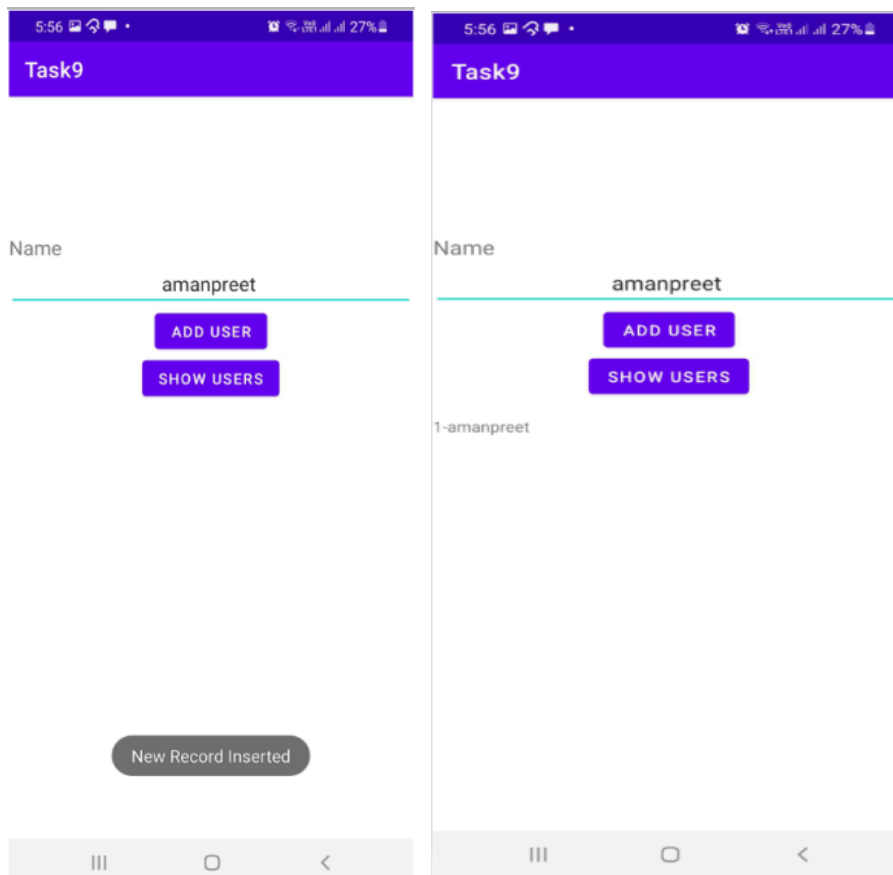 5:56
27%
Task9
Name
amanpreet
ADD USER
SHOW USERS
New Record Inserted
5:56
27%
Task9
Name
amanpreet
ADD USER
SHOW USERS
1-amanpreet